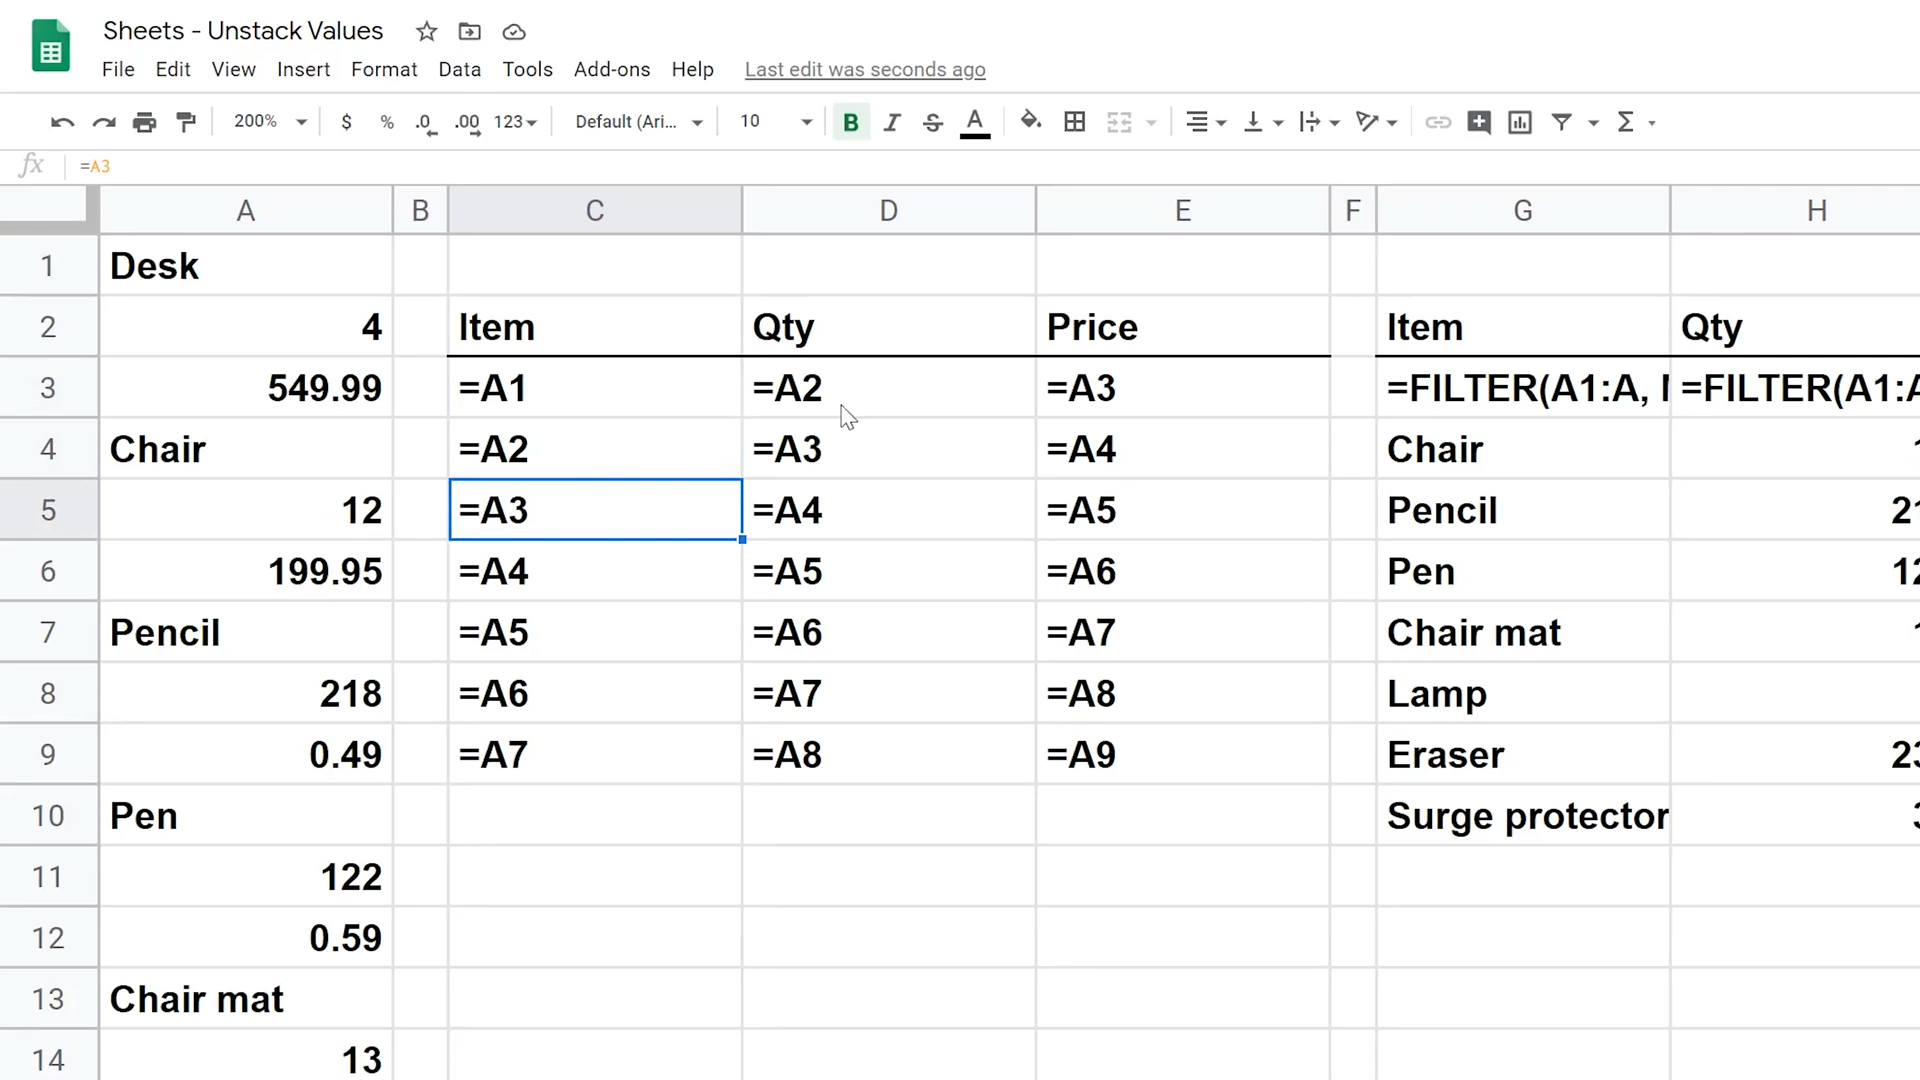 Sheets - Unstack Values
File Edit View Insert Format Data Tools Add-ons Help Last edit was seconds ago
200% $ % .0 .00 123 Default (Ari... 10 B I S A Σ
fx =A3
A B C D E F G H
1 Desk
2 4 Item Qty Price Item Qty
3 549.99 =A1 =A2 =A3 =FILTER(A1:A, =FILTER(A1:A
4 Chair =A2 =A3 =A4 Chair
5 12 =A3 =A4 =A5 Pencil 21
6 199.95 =A4 =A5 =A6 Pen 12
7 Pencil =A5 =A6 =A7 Chair mat
8 218 =A6 =A7 =A8 Lamp
9 0.49 =A7 =A8 =A9 Eraser 23
10 Pen Surge protector
11 122
12 0.59
13 Chair mat
14 13